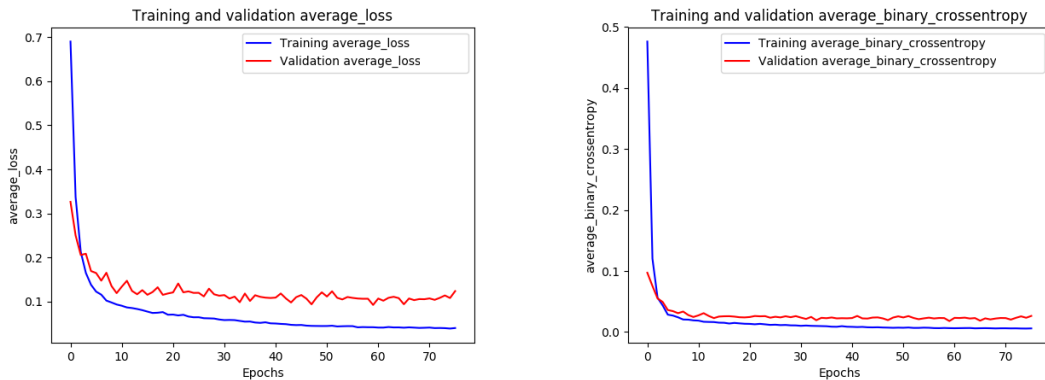 Training and validation average_loss
Training average_loss
Validation average_loss
average_loss
0.7
0.6
0.5
0.4
0.3
0.2
0.1
0 10 20 30 40 50 60 70
Epochs
Training and validation average_binary_crossentropy
Training average_binary_crossentropy
Validation average_binary_crossentropy
average_binary_crossentropy
0.5
0.4
0.3
0.2
0.1
0.0
0 10 20 30 40 50 60 70
Epochs